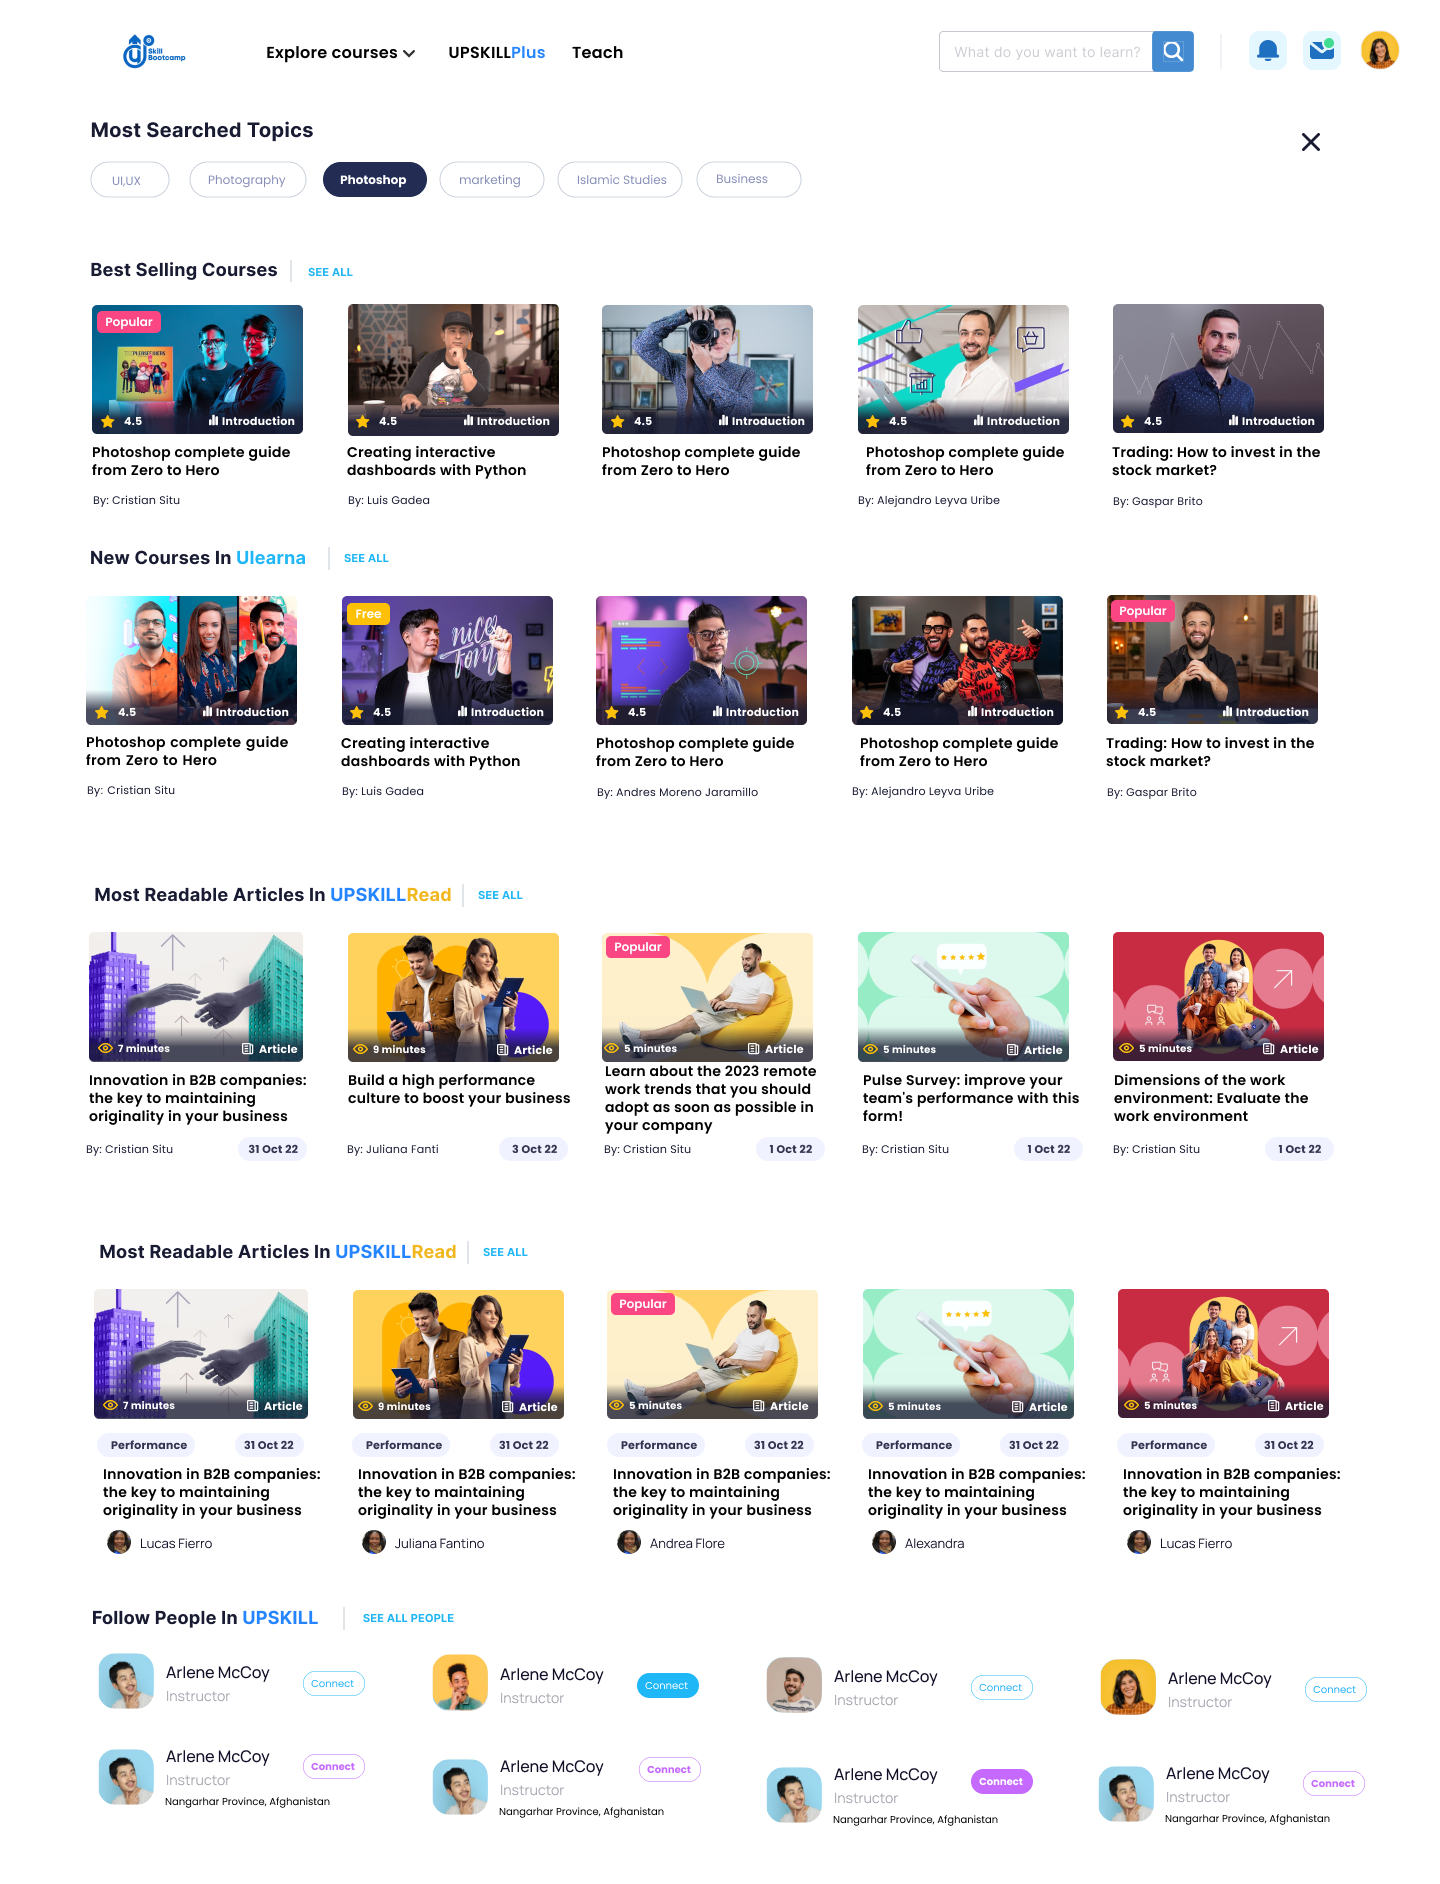 Skill
Bootcamp
Explore courses
UPSKILLPlus
Teach
What do you want to learn?
Most Searched Topics
UI,UX
Photography
Photoshop
marketing
Islamic Studies
Business
Best Selling Courses
SEE ALL
Popular
4.5
Introduction
4.5
Introduction
4.5
Introduction
4.5
Introduction
4.5
Introduction
Photoshop complete guide
from Zero to Hero
By: Cristian Situ
Creating interactive
dashboards with Python
By: Luis Gadea
Photoshop complete guide
from Zero to Hero
Photoshop complete guide
from Zero to Hero
By: Alejandro Leyva Uribe
Trading: How to invest in the
stock market?
By: Gaspar Brito
New Courses In Ulearna
SEE ALL
4.5
Introduction
Free
nice
font
4.5
Introduction
4.5
Introduction
4.5
Introduction
Popular
4.5
Introduction
Photoshop complete guide
from Zero to Hero
By: Cristian Situ
Creating interactive
dashboards with Python
By: Luis Gadea
Photoshop complete guide
from Zero to Hero
By: Andres Moreno Jaramillo
Photoshop complete guide
from Zero to Hero
By: Alejandro Leyva Uribe
Trading: How to invest in the
stock market?
By: Gaspar Brito
Most Readable Articles In UPSKILLRead
SEE ALL
7 minutes
Article
9 minutes
Article
Popular
5 minutes
Article
5 minutes
Article
5 minutes
Article
Innovation in B2B companies:
the key to maintaining
originality in your business
By: Cristian Situ
31 Oct 22
Build a high performance
culture to boost your business
By: Juliana Fanti
3 Oct 22
Learn about the 2023 remote
work trends that you should
adopt as soon as possible in
your company
By: Cristian Situ
1 Oct 22
Pulse Survey: improve your
team's performance with this
form!
By: Cristian Situ
1 Oct 22
Dimensions of the work
environment: Evaluate the
work environment
By: Cristian Situ
1 Oct 22
Most Readable Articles In UPSKILLRead
SEE ALL
7 minutes
Article
9 minutes
Article
Popular
5 minutes
Article
5 minutes
Article
5 minutes
Article
Performance
31 Oct 22
Innovation in B2B companies:
the key to maintaining
originality in your business
Lucas Fierro
Performance
31 Oct 22
Innovation in B2B companies:
the key to maintaining
originality in your business
Juliana Fantino
Performance
31 Oct 22
Innovation in B2B companies:
the key to maintaining
originality in your business
Andrea Flore
Performance
31 Oct 22
Innovation in B2B companies:
the key to maintaining
originality in your business
Alexandra
Performance
31 Oct 22
Innovation in B2B companies:
the key to maintaining
originality in your business
Lucas Fierro
Follow People In UPSKILL
SEE ALL PEOPLE
Arlene McCoy
Instructor
Connect
Arlene McCoy
Instructor
Connect
Arlene McCoy
Instructor
Connect
Arlene McCoy
Instructor
Connect
Arlene McCoy
Instructor
Nangarhar Province, Afghanistan
Connect
Arlene McCoy
Instructor
Nangarhar Province, Afghanistan
Connect
Arlene McCoy
Instructor
Nangarhar Province, Afghanistan
Connect
Arlene McCoy
Instructor
Nangarhar Province, Afghanistan
Connect